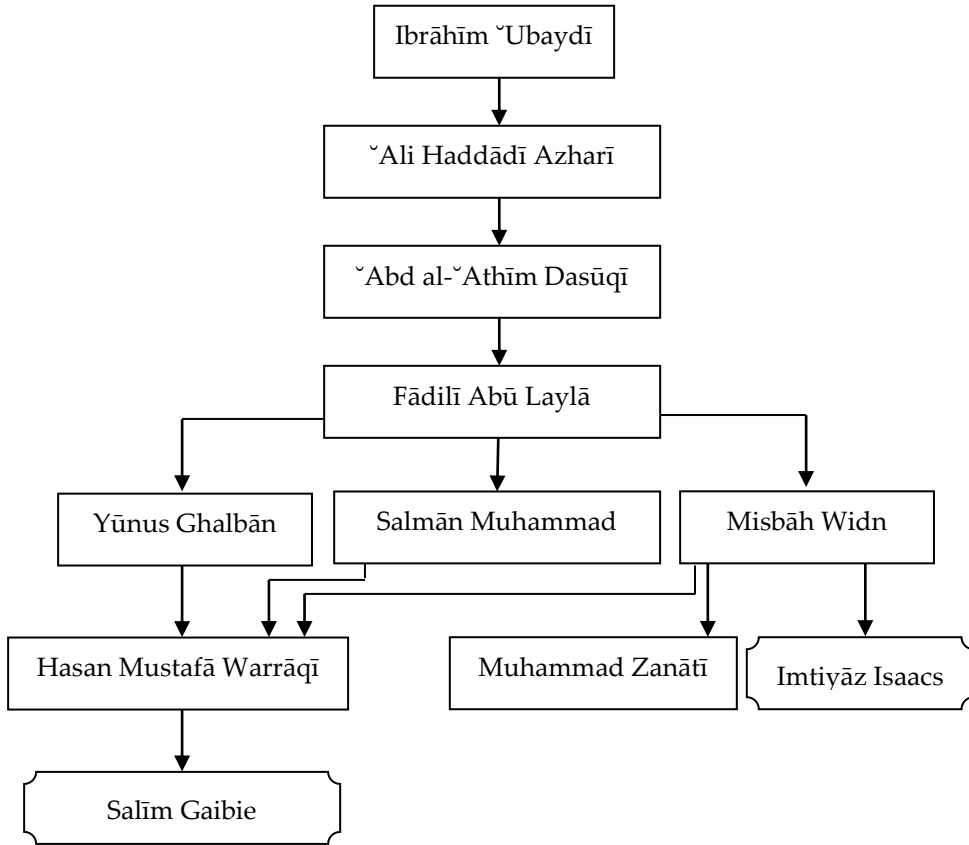 Ibrāhīm ˘Ubaydī
˘Ali Haddādī Azharī
˘Abd al-˘Athīm Dasūqī
Fādilī Abū Laylā
Yūnus Ghalbān
Salmān Muhammad
Misbāh Widn
Hasan Mustafā Warrāqī
Muhammad Zanātī
Imtiyāz Isaacs
Salīm Gaibie